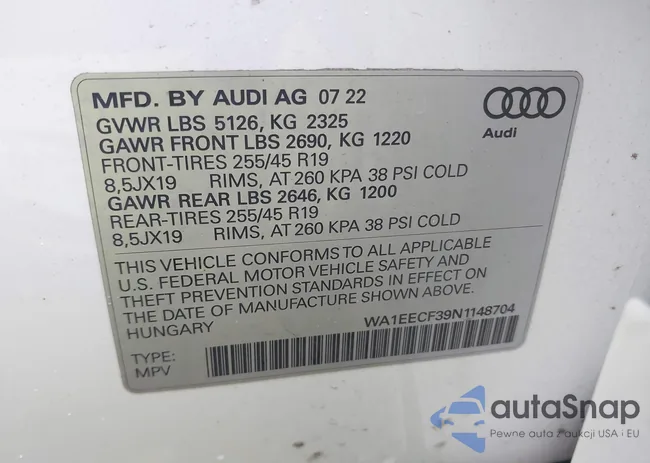 MFD. BY AUDI AG 07 22
GVWR LBS 5126, KG 2325
GAWR FRONT LBS 2690, KG 1220
FRONT-TIRES 255/45 R19
8,5JX19 RIMS, AT 260 KPA 38 PSI COLD
GAWR REAR LBS 2646, KG 1200
REAR-TIRES 255/45 R19
8,5JX19 RIMS, AT 260 KPA 38 PSI COLD
Audi
THIS VEHICLE CONFORMS TO ALL APPLICABLE
U.S. FEDERAL MOTOR VEHICLE SAFETY AND
THEFT PREVENTION STANDARDS IN EFFECT ON
THE DATE OF MANUFACTURE SHOWN ABOVE.
HUNGARY
WA1EECF39N1148704
TYPE:
MPV
autaSnap
Pewne auta z aukcji USA i EU